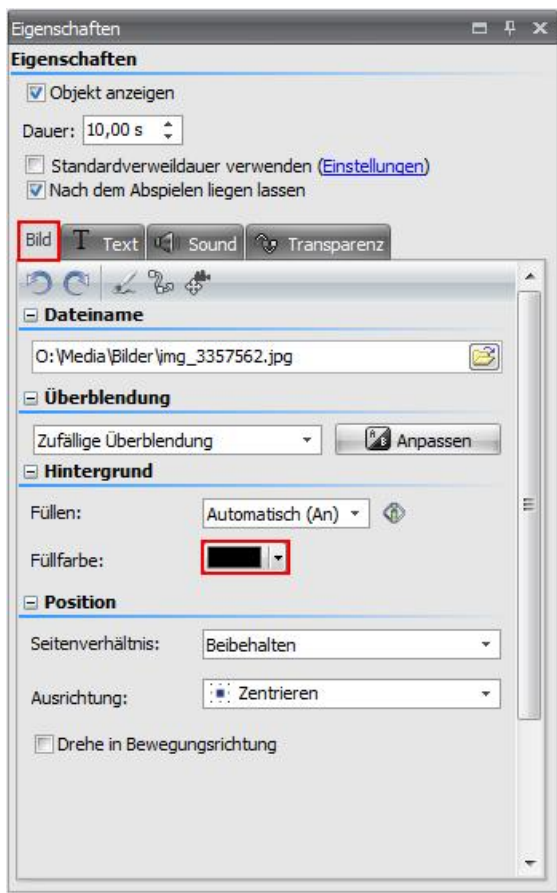 Eigenschaften
Eigenschaften
Objekt anzeigen
Dauer: 10,00 s
Standardverweildauer verwenden (Einstellungen)
Nach dem Abspielen liegen lassen
Bild T Text Sound Transparenz
Dateiname
O:\Media\Bilder\img_3357562.jpg
Überblendung
Zufällige Überblendung Anpassen
Hintergrund
Füllen: Automatisch (An)
Füllfarbe:
Position
Seitenverhältnis: Beibehalten
Ausrichtung: Zentrieren
Drehe in Bewegungsrichtung